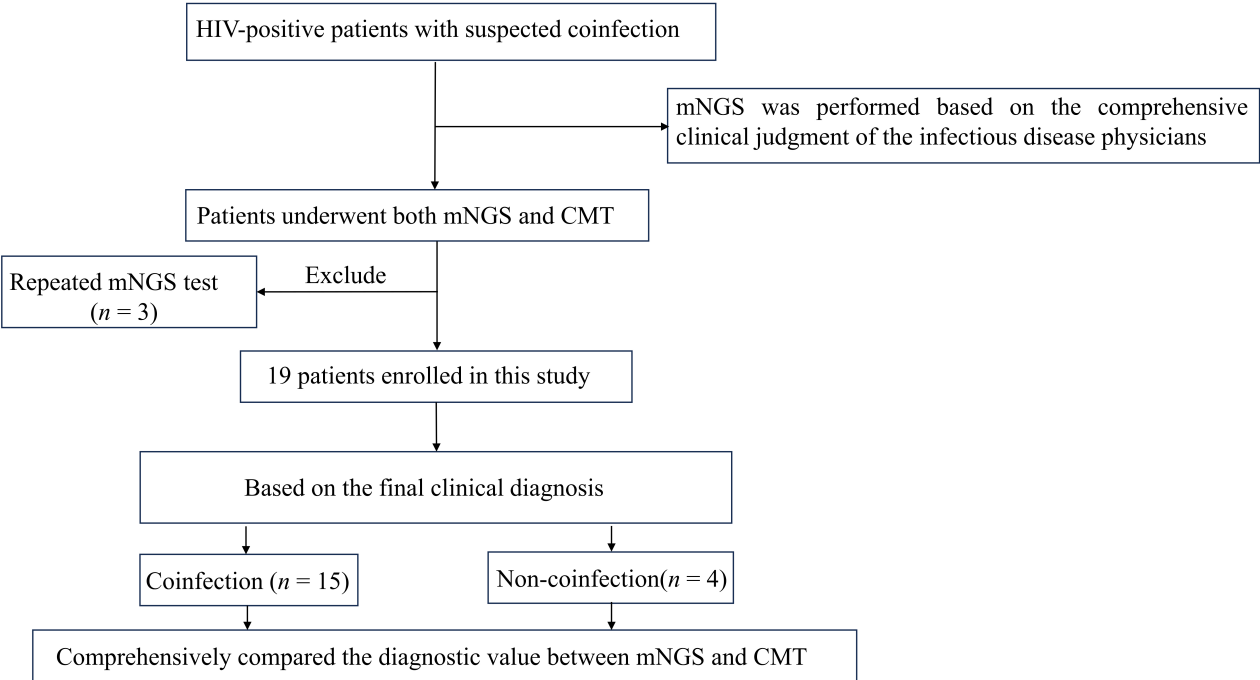 HIV-positive patients with suspected coinfection
mNGS was performed based on the comprehensive
clinical judgment of the infectious disease physicians
Patients underwent both mNGS and CMT
Exclude
Repeated mNGS test
(n = 3)
19 patients enrolled in this study
Based on the final clinical diagnosis
Coinfection (n = 15)
Non-coinfection(n = 4)
Comprehensively compared the diagnostic value between mNGS and CMT